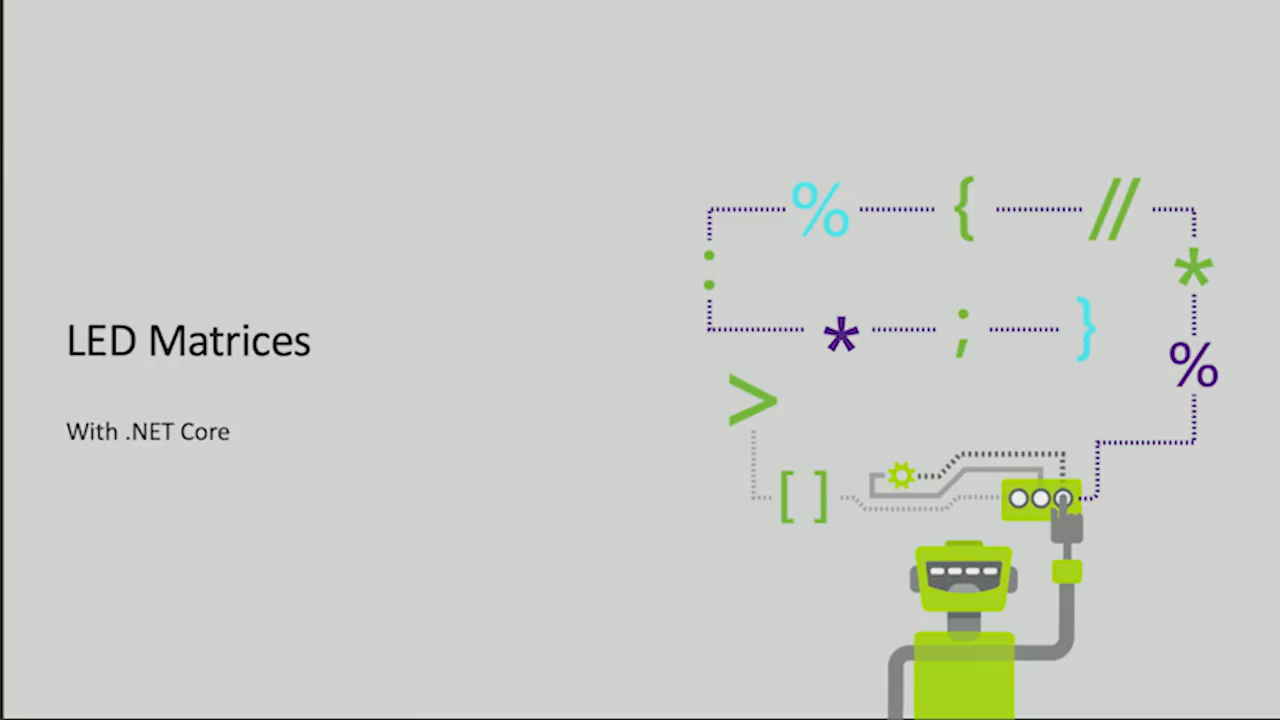 LED Matrices
With .NET Core
% { //
: *
* ; }
%
>
[ ]